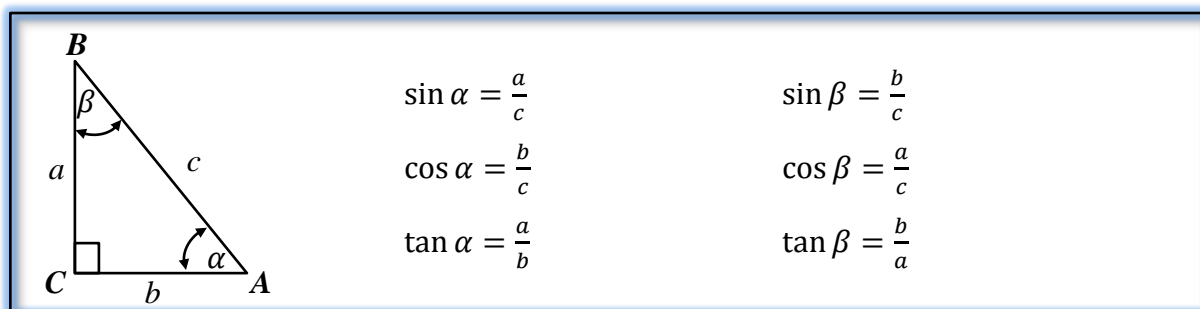 B
β
sin α = a/c
sin β = b/c
a
c
cos α = b/c
cos β = a/c
tan α = a/b
tan β = b/a
α
C
b
A